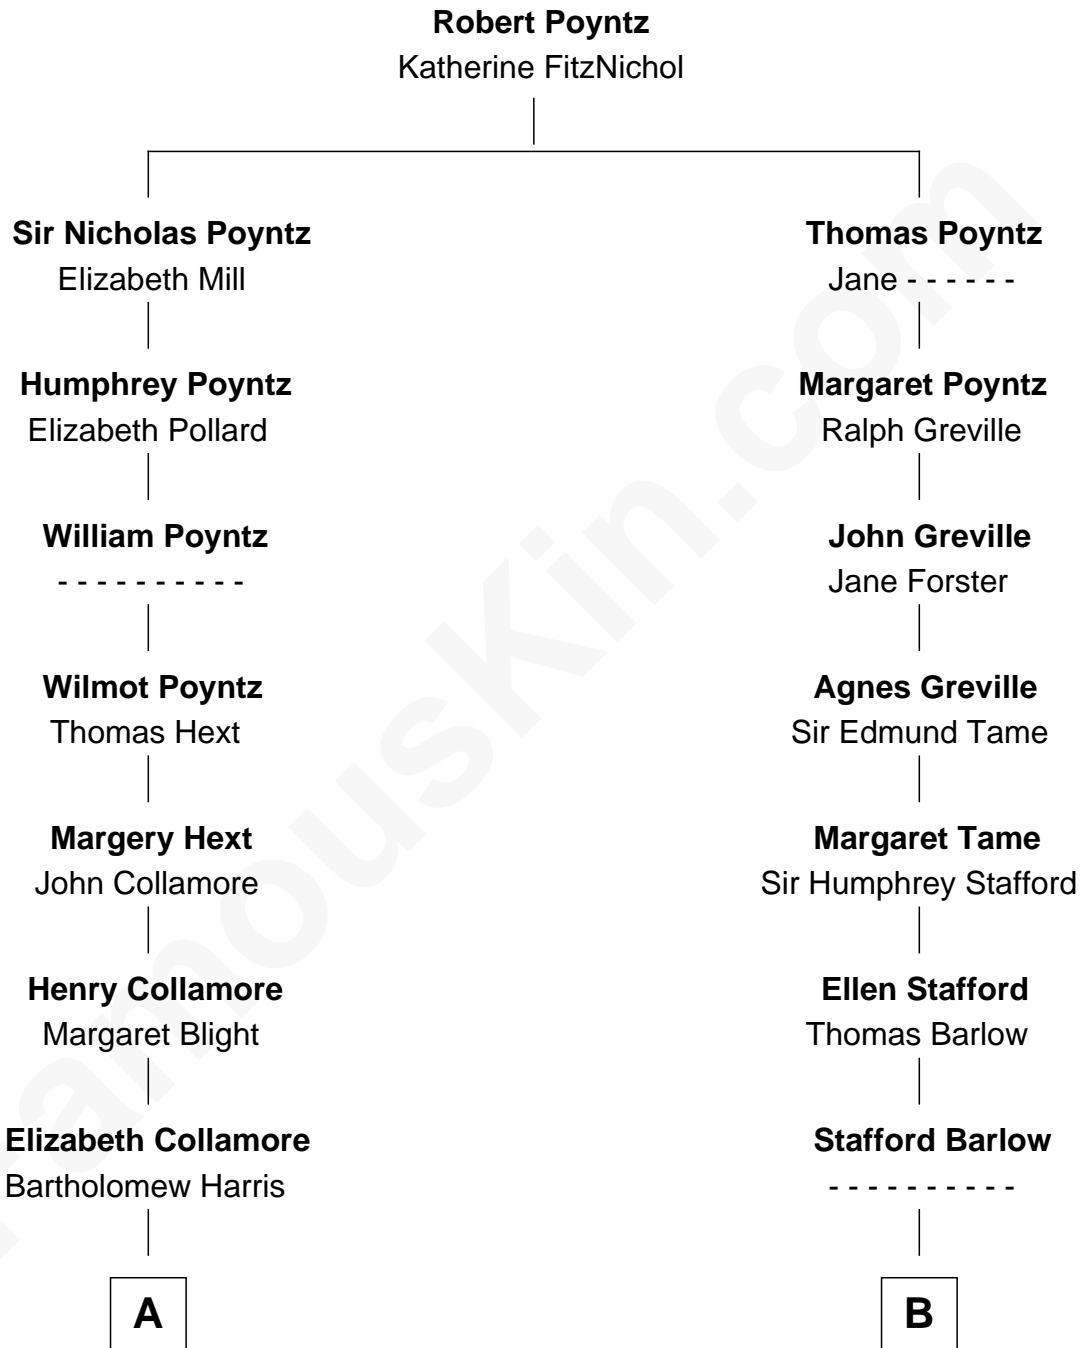 Robert Poyntz
Katherine FitzNichol
Sir Nicholas Poyntz
Elizabeth Mill
Thomas Poyntz
Jane - - - - - -
Humphrey Poyntz
Elizabeth Pollard
Margaret Poyntz
Ralph Greville
William Poyntz
- - - - - - - - - -
John Greville
Jane Forster
Wilmot Poyntz
Thomas Hext
Agnes Greville
Sir Edmund Tame
Margery Hext
John Collamore
Margaret Tame
Sir Humphrey Stafford
Henry Collamore
Margaret Blight
Ellen Stafford
Thomas Barlow
Elizabeth Collamore
Bartholomew Harris
Stafford Barlow
- - - - - - - - - -
A
B
FamousKin.com